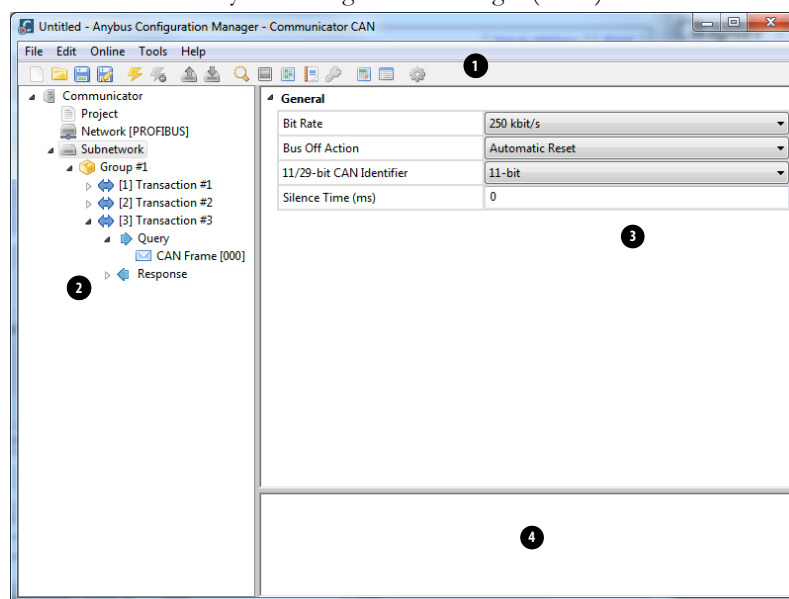 Untitled - Anybus Configuration Manager - Communicator CAN
File Edit Online Tools Help
1
Communicator
Project
Network [PROFIBUS]
Subnetwork
Group #1
[1] Transaction #1
[2] Transaction #2
[3] Transaction #3
Query
CAN Frame [000]
Response
2
General
Bit Rate 250 kbit/s
Bus Off Action Automatic Reset
11/29-bit CAN Identifier 11-bit
Silence Time (ms) 0
3
4